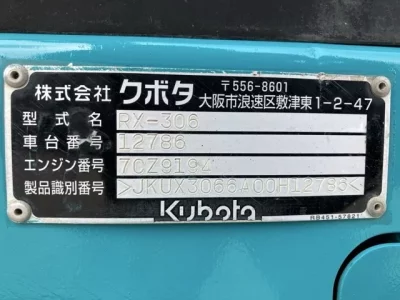 株式会社 クボタ 〒556-8601
大阪市浪速区敷津東1-2-47
型式名 RX-306
車台番号 12786
エンジン番号 7CZ9194
製品識別番号
Kubota